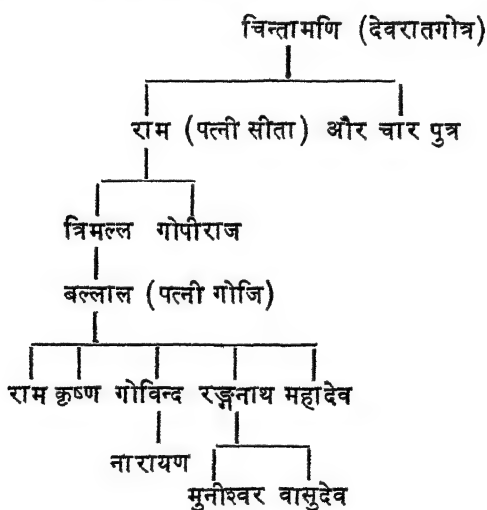 चिन्तामणि (देवरातगोत्र)
राम (पत्नी सीता) और चार पुत्र
त्रिमल्ल गोपीराज
बल्लाल (पत्नी गोजि)
राम कृष्ण गोविन्द रङ्गनाथ महादेव
नारायण
मुनीश्वर वासुदेव